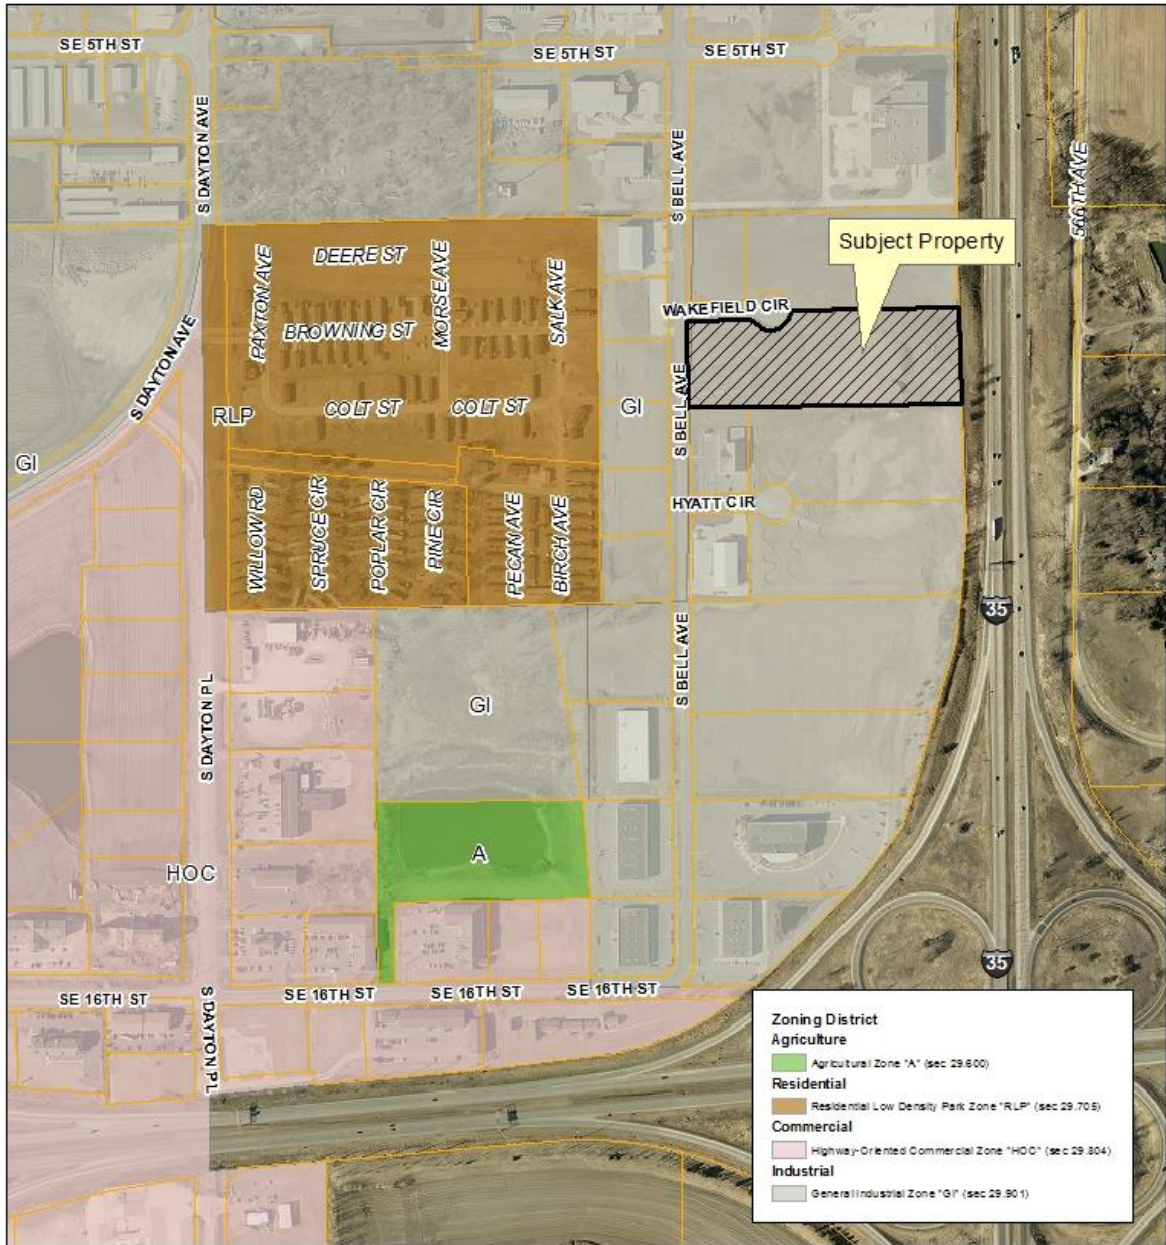 SE 5TH ST
SE 5TH ST
SE 5TH ST
S DAYTON AVE
S BELL AVE
566TH AVE
Subject Property
DEERE ST
PAXTON AVE
MORSE AVE
SALK AVE
WAKEFIELD CIR
BROWNING ST
S DAYTON AVE
S BELL AVE
RLP
COLT ST
COLT ST
GI
GI
HYATT CIR
WILLOW RD
SPRUCE CIR
POPLAR CIR
PINE CIR
PECAN AVE
BIRCH AVE
35
S BELL AVE
S DAYTON PL
GI
A
HOC
35
SE 16TH ST
SE 16TH ST
SE 16TH ST
SE 16TH ST
S DAYTON PL
Zoning District
Agriculture
Agricultural Zone "A" (sec 29.600)
Residential
Residential Low Density Park Zone "RLP" (sec 29.705)
Commercial
Highway-Oriented Commercial Zone "HOC" (sec 29.804)
Industrial
General Industrial Zone "GI" (sec 29.901)